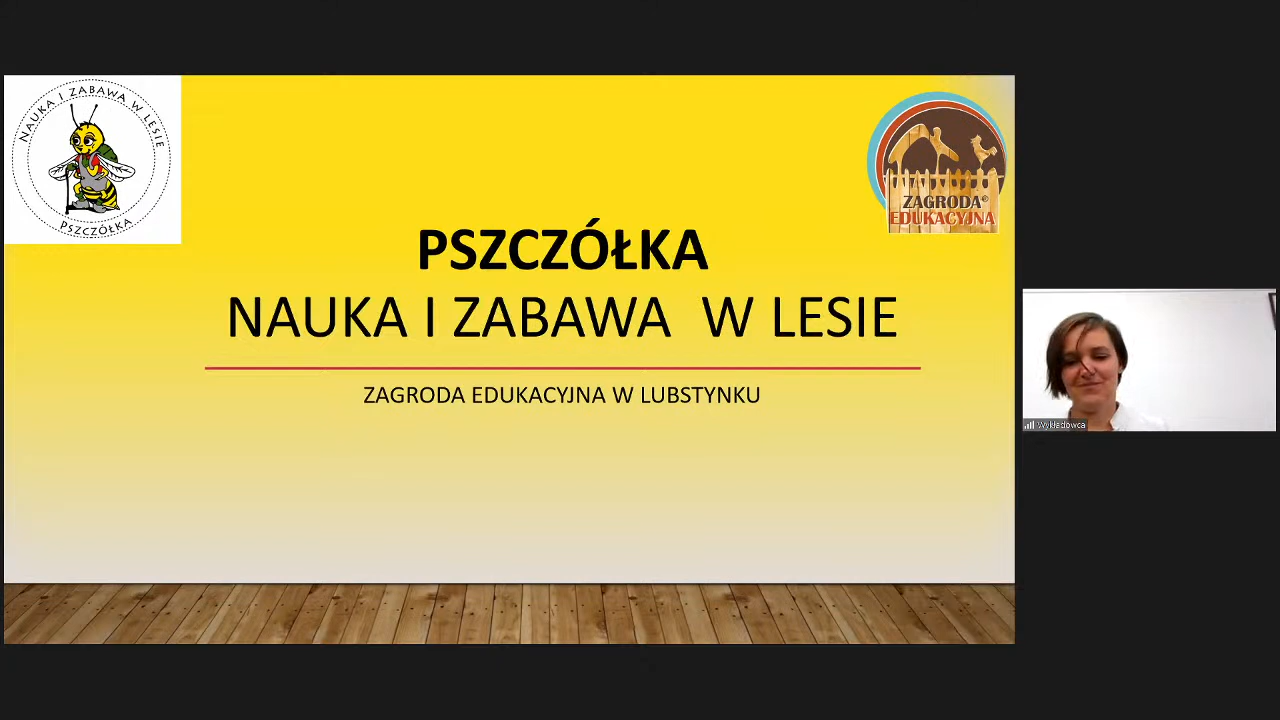 NAUKA I ZABAWA W LESIE
PSZCZÓŁKA
ZAGRODA®
EDUKACYJNA
PSZCZÓŁKA
NAUKA I ZABAWA W LESIE
ZAGRODA EDUKACYJNA W LUBSTYNKU
Wykładowca